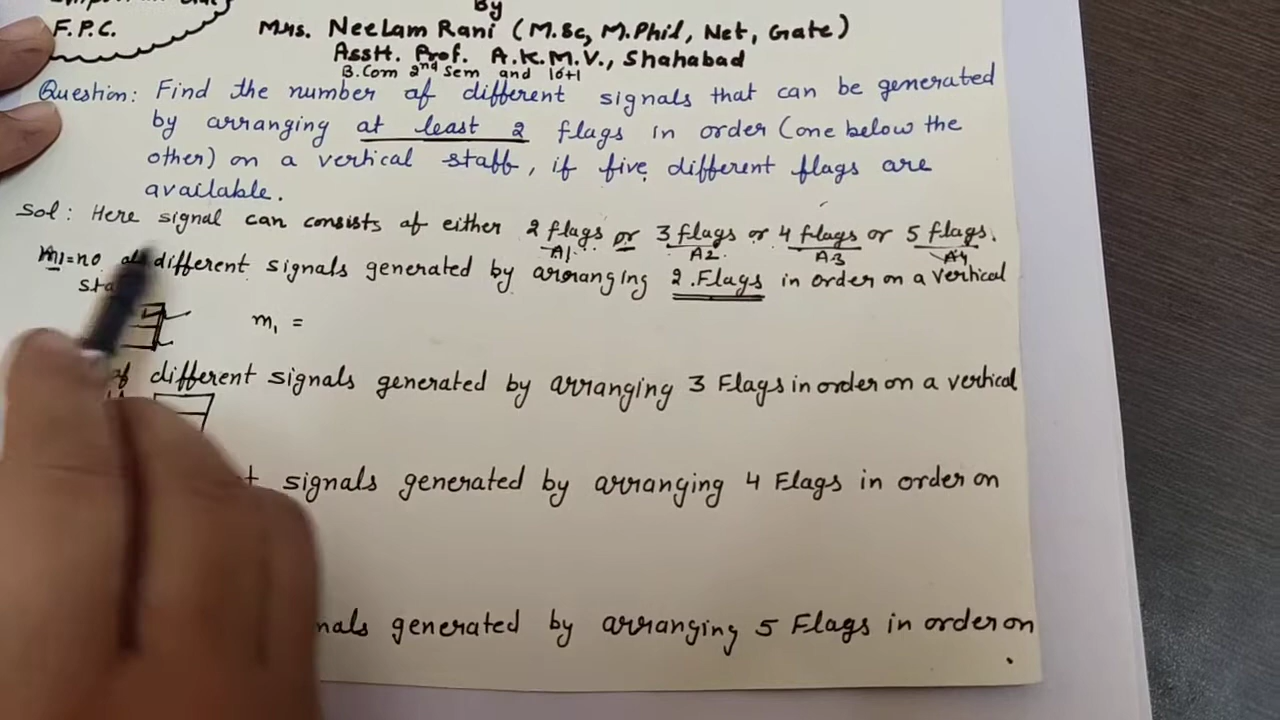 F.P.C.
By
Mrs. Neelam Rani (M.Sc, M.Phil, Net, Gate)
Asstt. Prof. A.K.M.V., Shahabad
B.Com 2nd Sem and 10+1
Question: Find the number of different signals that can be generated
by arranging at least 2 flags in order (one below the
other) on a vertical staff, if five different flags are
available.
Sol: Here signal can consists of either 2 flags or 3 flags or 4 flags or 5 flags.
A1 A2 A3 A4
m1=no of different signals generated by arranging 2 Flags in order on a vertical
sta
m1 =
of different signals generated by arranging 3 Flags in order on a vertical
t signals generated by arranging 4 Flags in order on
nals generated by arranging 5 Flags in order on